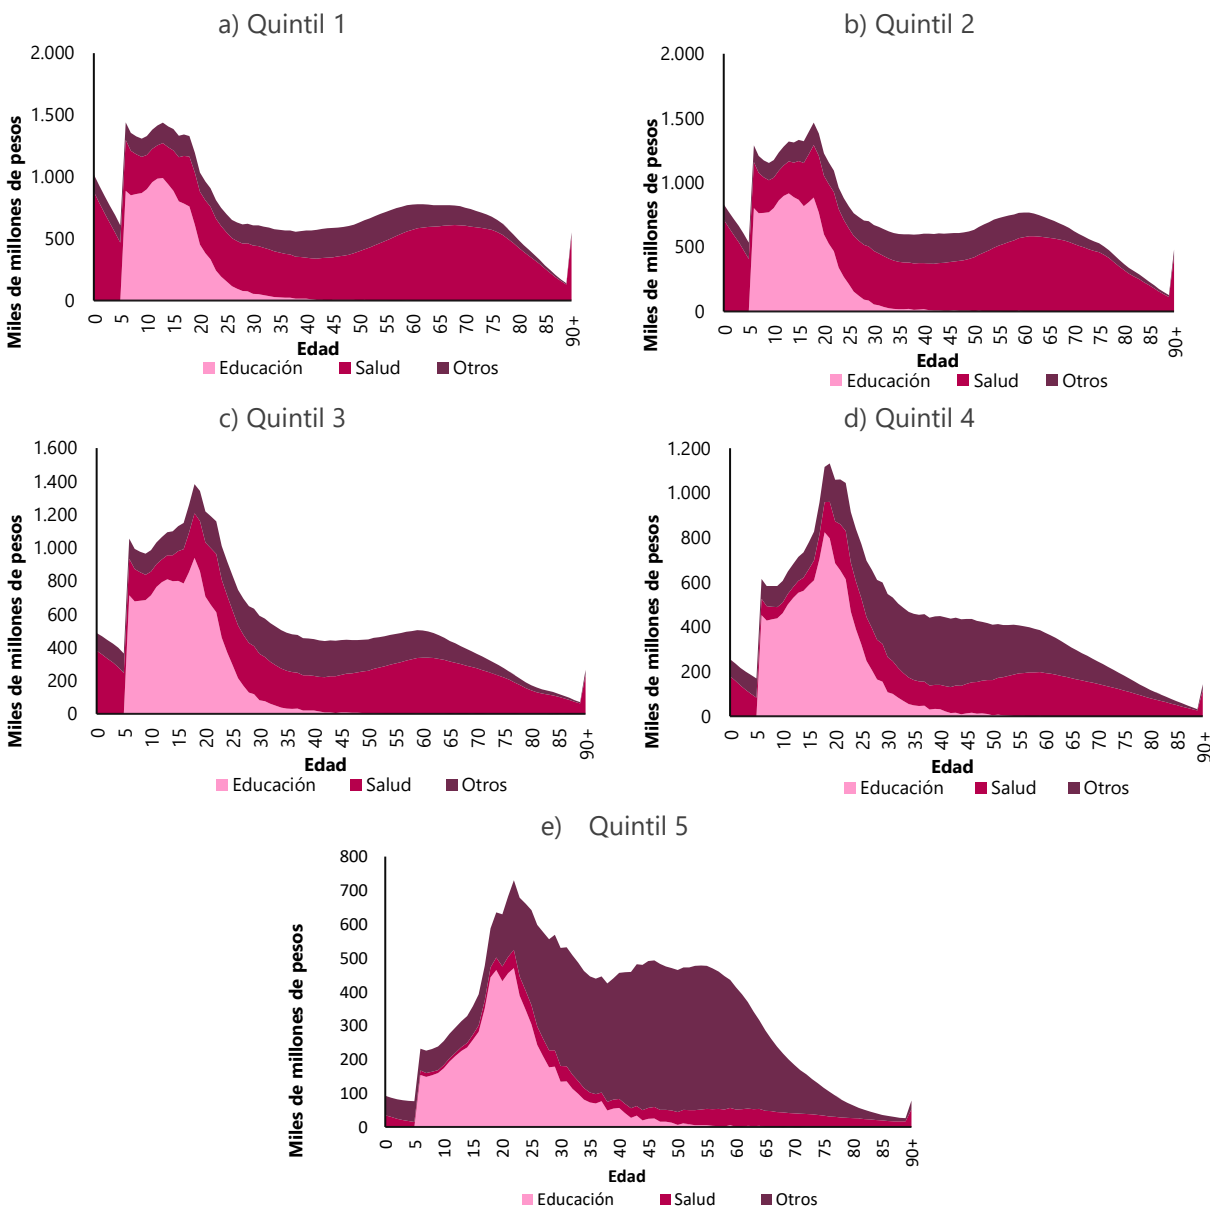 a) Quintil 1
Miles de millones de pesos
2.000
1.500
1.000
500
0
0 5 10 15 20 25 30 35 40 45 50 55 60 65 70 75 80 85 90+
Edad
Educación Salud Otros
b) Quintil 2
Miles de millones de pesos
2.000
1.500
1.000
500
0
0 5 10 15 20 25 30 35 40 45 50 55 60 65 70 75 80 85 90+
Edad
Educación Salud Otros
c) Quintil 3
Miles de millones de pesos
1.600
1.400
1.200
1.000
800
600
400
200
0
0 5 10 15 20 25 30 35 40 45 50 55 60 65 70 75 80 85 90+
Edad
Educación Salud Otros
d) Quintil 4
Miles de millones de pesos
1.200
1.000
800
600
400
200
0
0 5 10 15 20 25 30 35 40 45 50 55 60 65 70 75 80 85 90+
Edad
Educación Salud Otros
e) Quintil 5
Miles de millones de pesos
800
700
600
500
400
300
200
100
0
0 5 10 15 20 25 30 35 40 45 50 55 60 65 70 75 80 85 90+
Edad
Educación Salud Otros